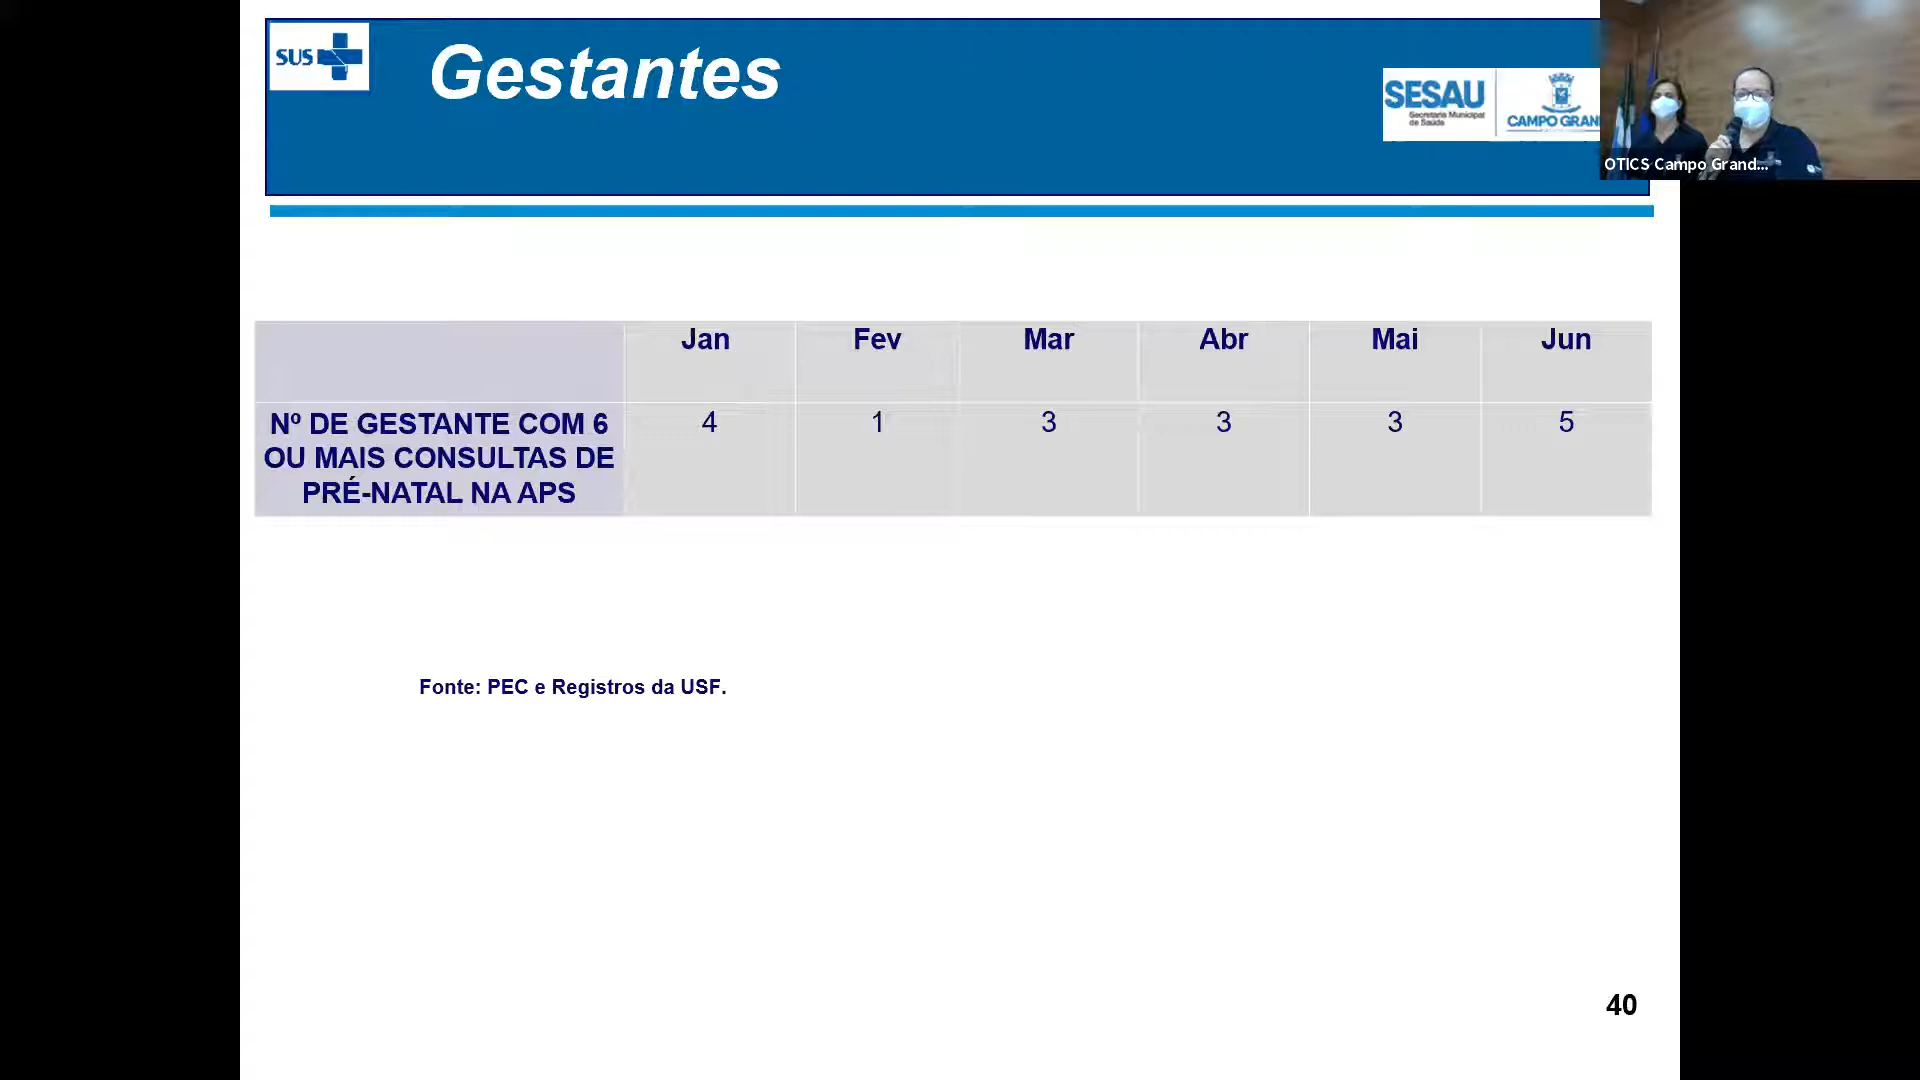 SUS
Gestantes
SESAU
Secretaria Municipal
de Saúde
CAMPO GRAN
OTICS Campo Grand...
Jan Fev Mar Abr Mai Jun
Nº DE GESTANTE COM 6 4 1 3 3 3 5
OU MAIS CONSULTAS DE
PRÉ-NATAL NA APS
Fonte: PEC e Registros da USF.
40